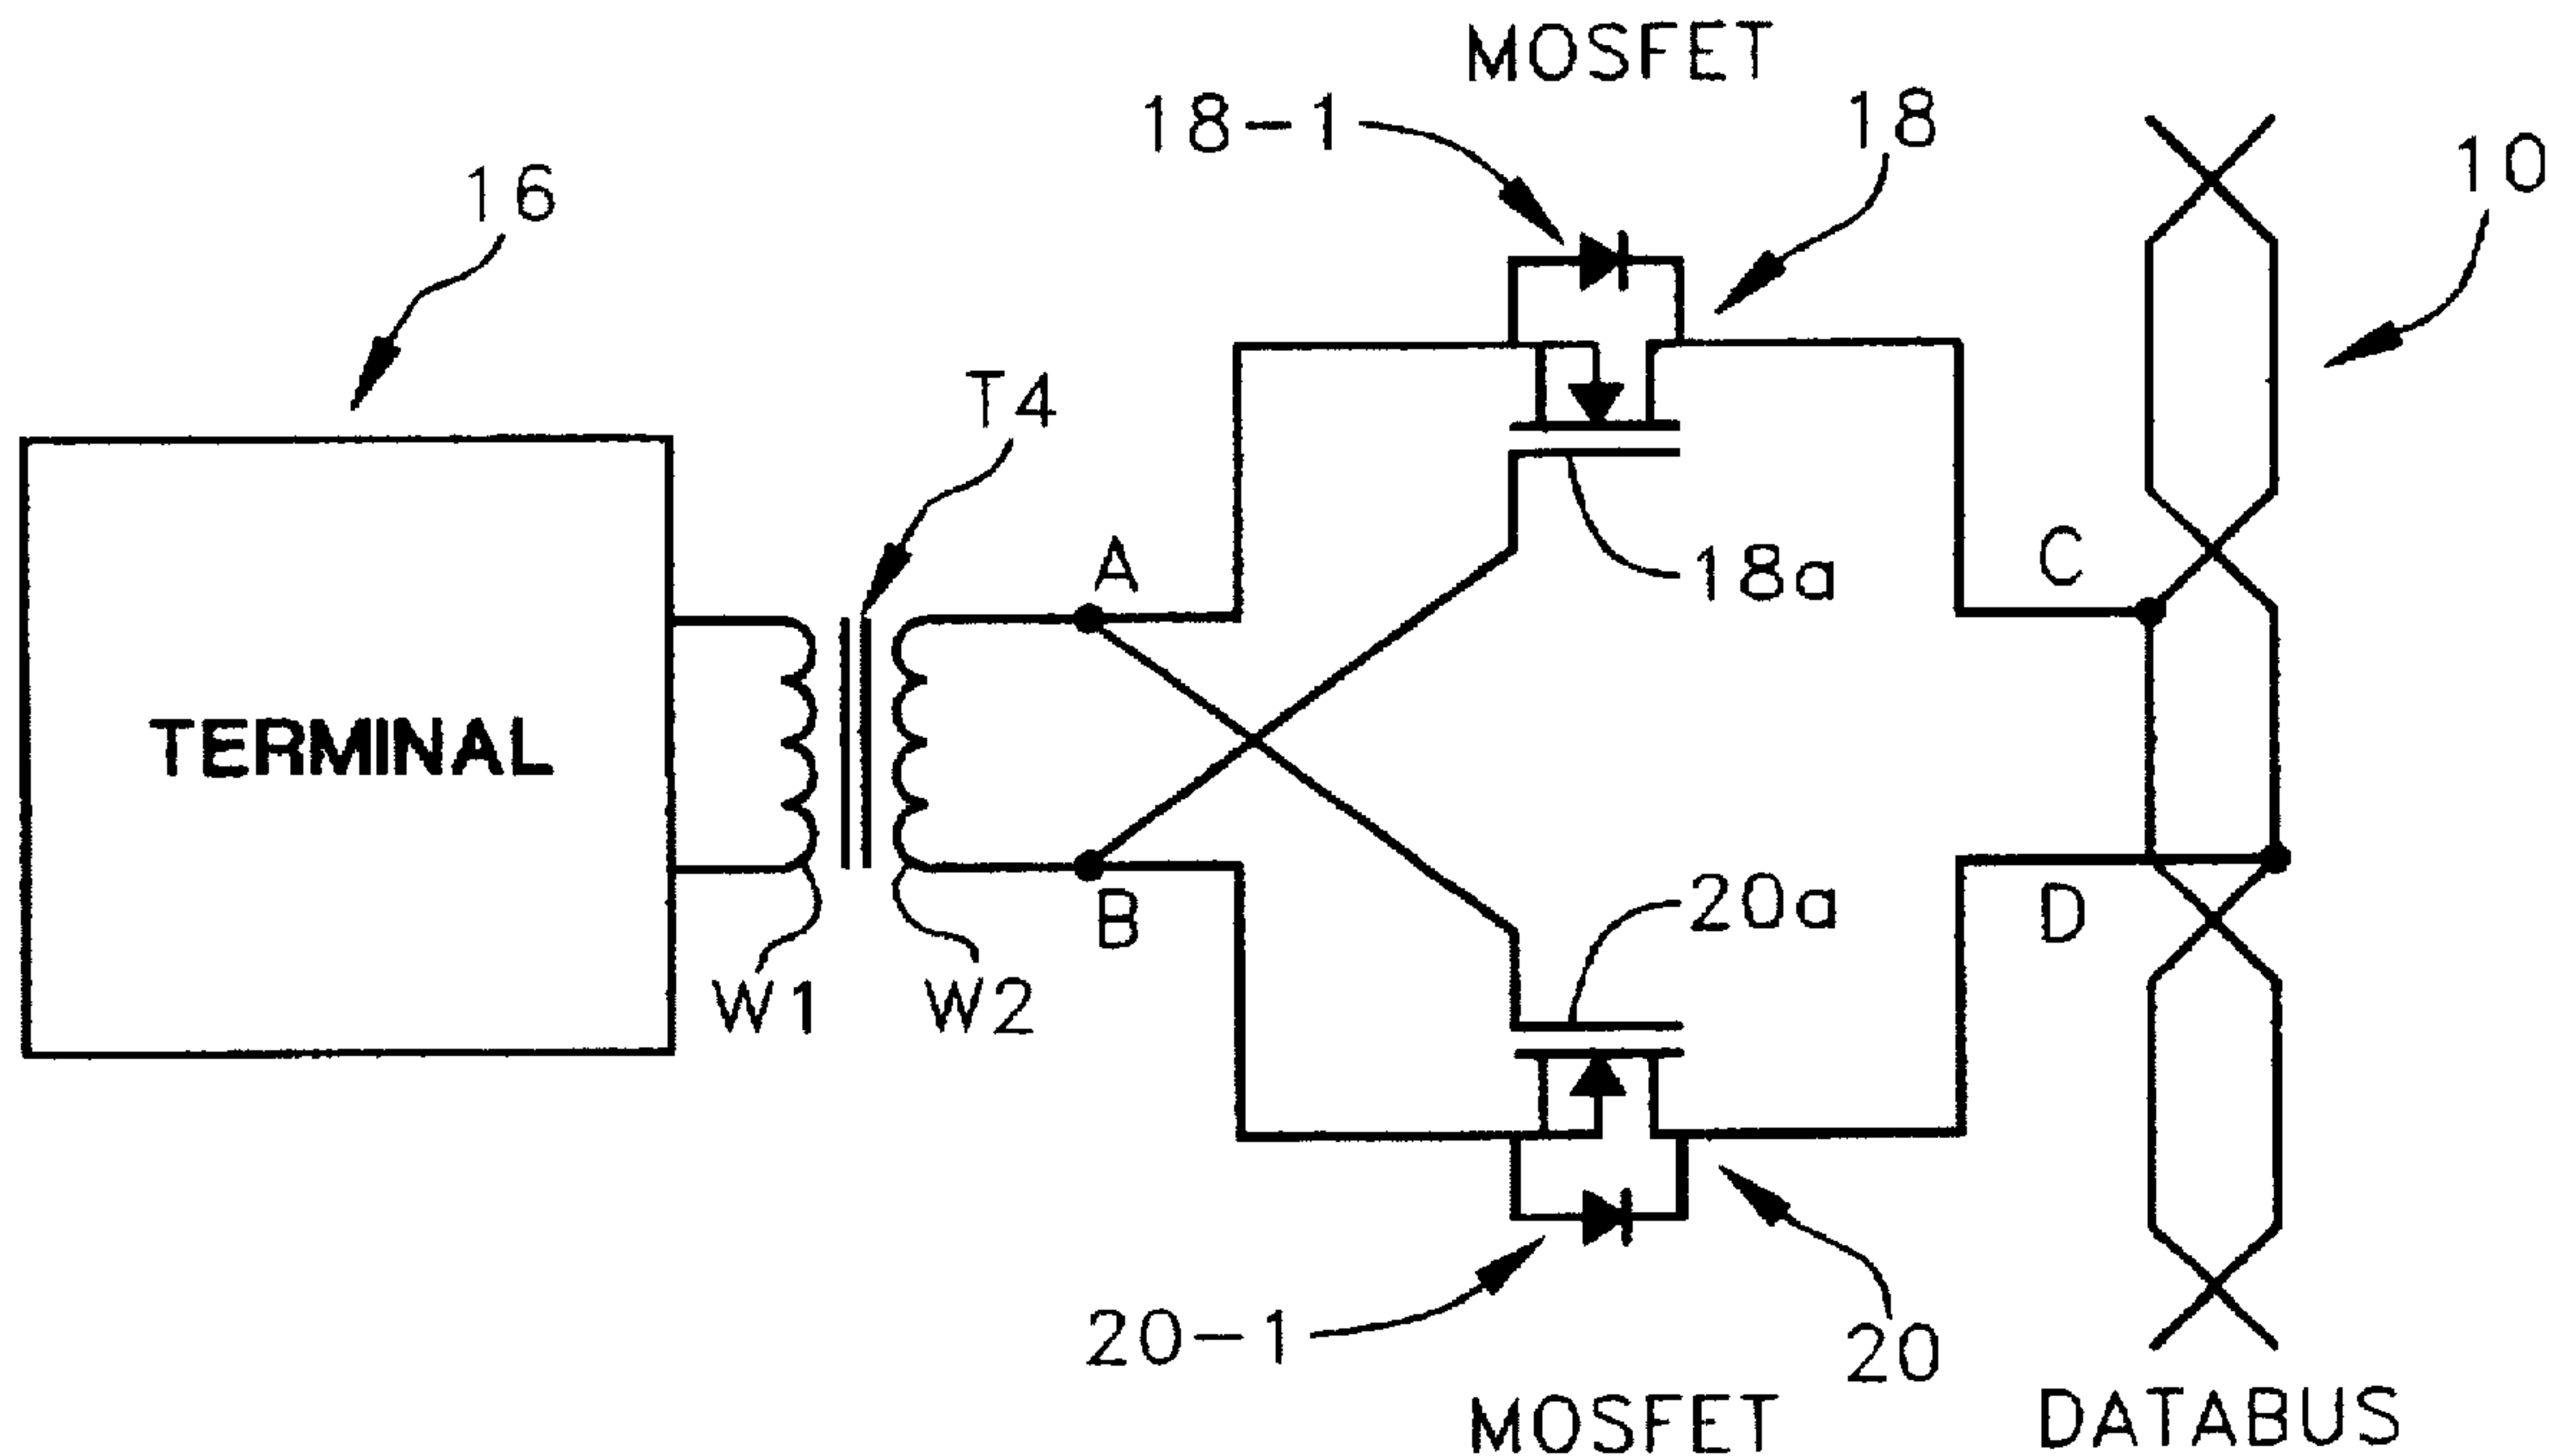 MOSFET
18-1
18
10
16
T4
A
C
18a
TERMINAL
20a
B
D
W1
W2
20-1
20
MOSFET
DATABUS